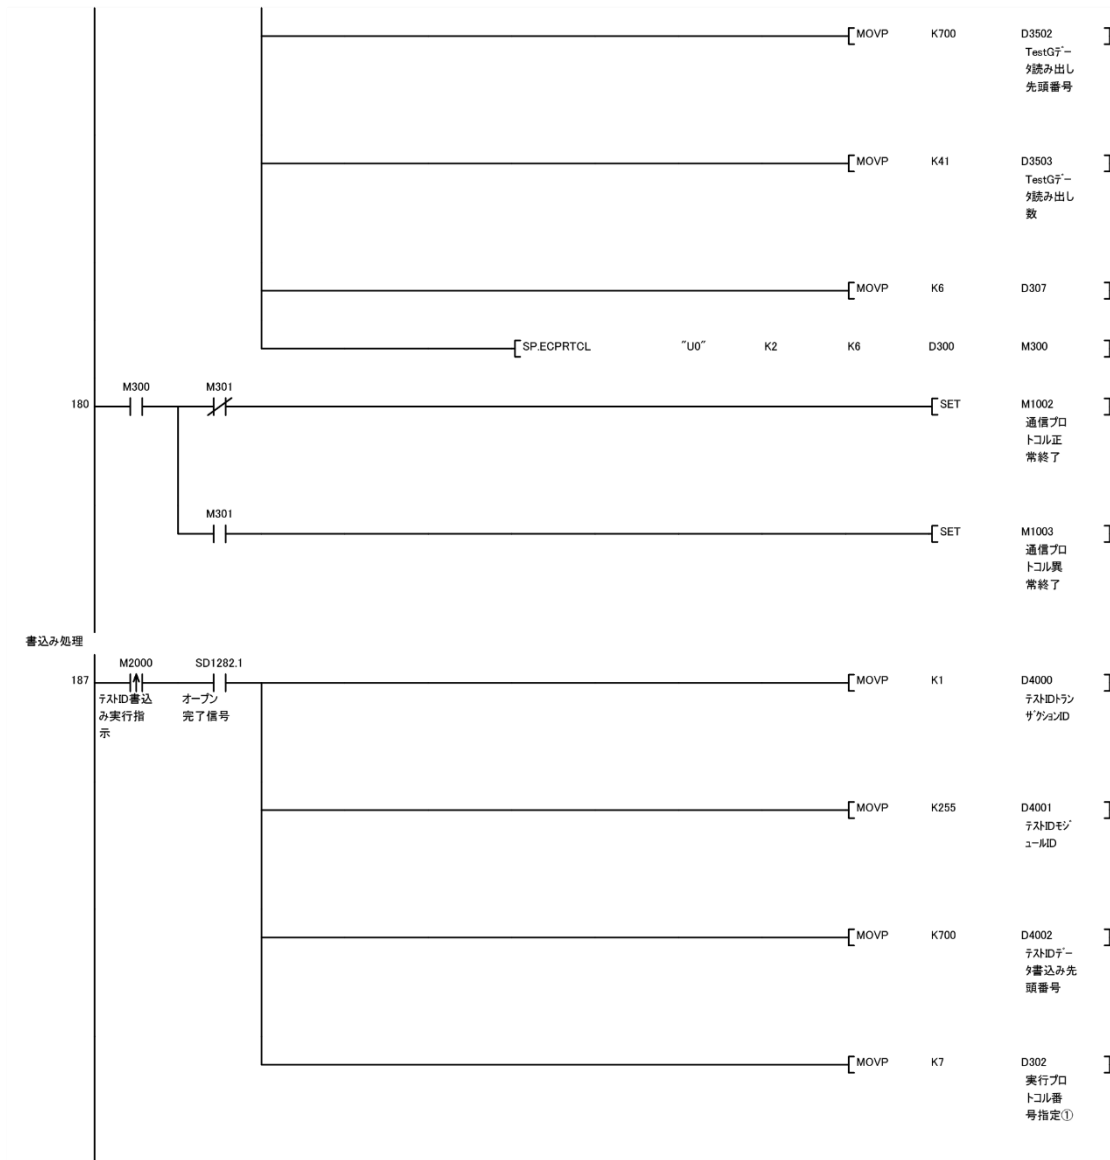 MOVP K700 D3502
TestGデー
タ読み出し
先頭番号
MOVP K41 D3503
TestGデー
タ読み出し
数
MOVP K6 D307
SP.ECPRTCL "U0" K2 K6 D300 M300
M300 M301
180 SET M1002
通信プロ
トコル正
常終了
M301
SET M1003
通信プロ
トコル異
常終了
書込み処理
M2000 SD1282.1
187 MOVP K1 D4000
テストID書込
み実行指
示
オープン
完了信号
テストIDトラン
ザクションID
MOVP K255 D4001
テストIDモジ
ュールID
MOVP K700 D4002
テストIDデー
タ書込み先
頭番号
MOVP K7 D302
実行プロ
トコル番
号指定①